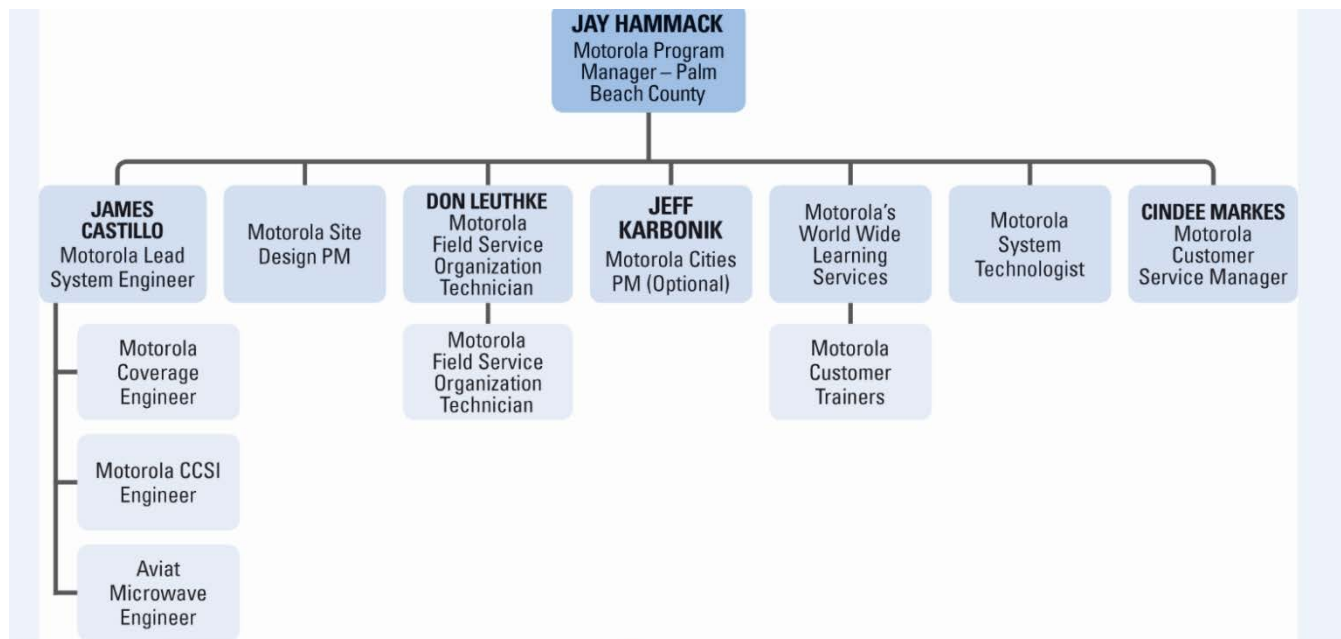 JAY HAMMACK
Motorola Program
Manager – Palm
Beach County
JAMES
CASTILLO
Motorola Lead
System Engineer
Motorola Site
Design PM
DON LEUTHKE
Motorola
Field Service
Organization
Technician
JEFF
KARBONIK
Motorola Cities
PM (Optional)
Motorola’s
World Wide
Learning
Services
Motorola
System
Technologist
CINDEE MARKES
Motorola
Customer
Service Manager
Motorola
Coverage
Engineer
Motorola
Field Service
Organization
Technician
Motorola
Customer
Trainers
Motorola CCSI
Engineer
Aviat
Microwave
Engineer